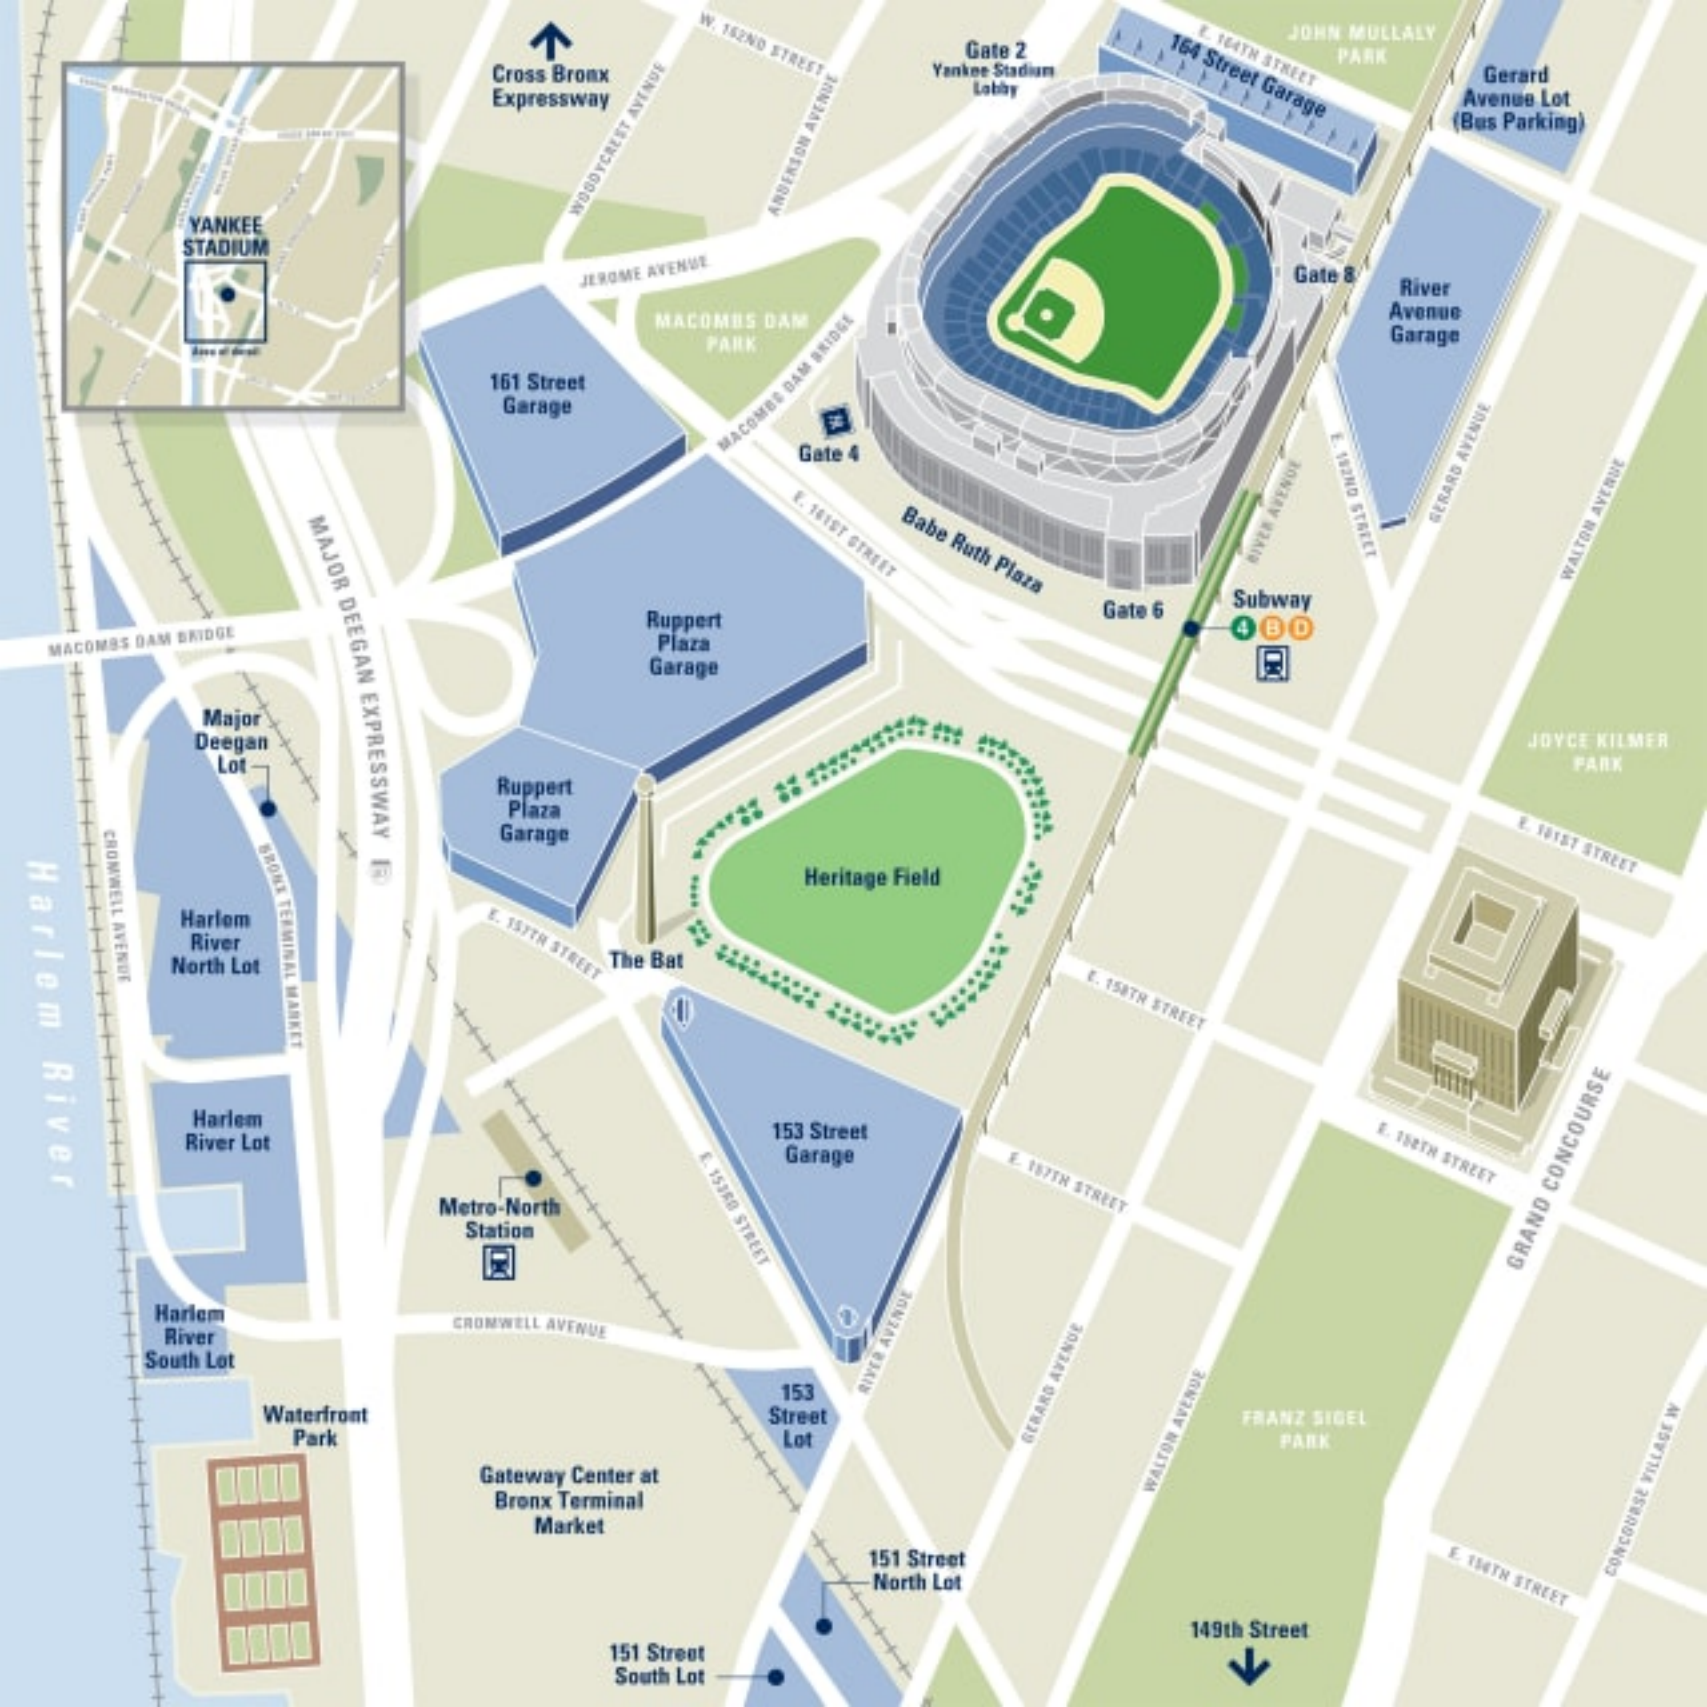 Cross Bronx
Expressway
W. 162ND STREET
WOODYCREST AVENUE
ANDERSON AVENUE
Gate 2
Yankee Stadium
Lobby
E. 164TH STREET
164 Street Garage
JOHN MULLALY
PARK
Gerard
Avenue Lot
(Bus Parking)
YANKEE
STADIUM
Area of detail
JEROME AVENUE
MACOMBS DAM
PARK
MACOMBS DAM BRIDGE
Gate 8
River
Avenue
Garage
161 Street
Garage
Gate 4
E. 161ST STREET
Babe Ruth Plaza
Gate 6
E. 162ND STREET
RIVER AVENUE
GERARD AVENUE
WALTON AVENUE
Subway
4 B D
MAJOR DEEGAN EXPRESSWAY
MACOMBS DAM BRIDGE
Ruppert
Plaza
Garage
Major
Deegan
Lot
Ruppert
Plaza
Garage
JOYCE KILMER
PARK
E. 161ST STREET
CROMWELL AVENUE
BRONX TERMINAL MARKET
Harlem River
Harlem
River
North Lot
Heritage Field
E. 157TH STREET
The Bat
E. 158TH STREET
Harlem
River Lot
153 Street
Garage
E. 153RD STREET
E. 157TH STREET
E. 158TH STREET
GRAND CONCOURSE
Metro-North
Station
Harlem
River
South Lot
CROMWELL AVENUE
RIVER AVENUE
GERARD AVENUE
WALTON AVENUE
153
Street
Lot
Waterfront
Park
FRANZ SIGEL
PARK
CONCOURSE VILLAGE W
Gateway Center at
Bronx Terminal
Market
151 Street
North Lot
E. 156TH STREET
151 Street
South Lot
149th Street